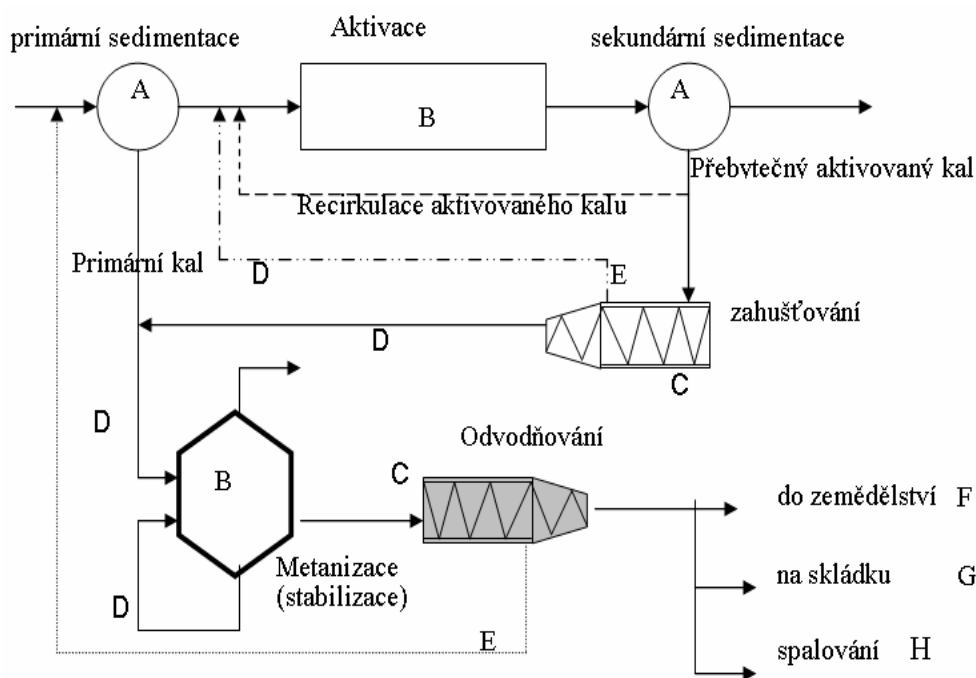 primární sedimentace
Aktivace
sekundární sedimentace
A
B
A
Přebytečný aktivovaný kal
Recirkulace aktivovaného kalu
Primární kal
D
E
zahušťování
D
C
D
Odvodňování
B
C
do zemědělství F
Metanizace
(stabilizace)
na skládku G
D
E
spalování H